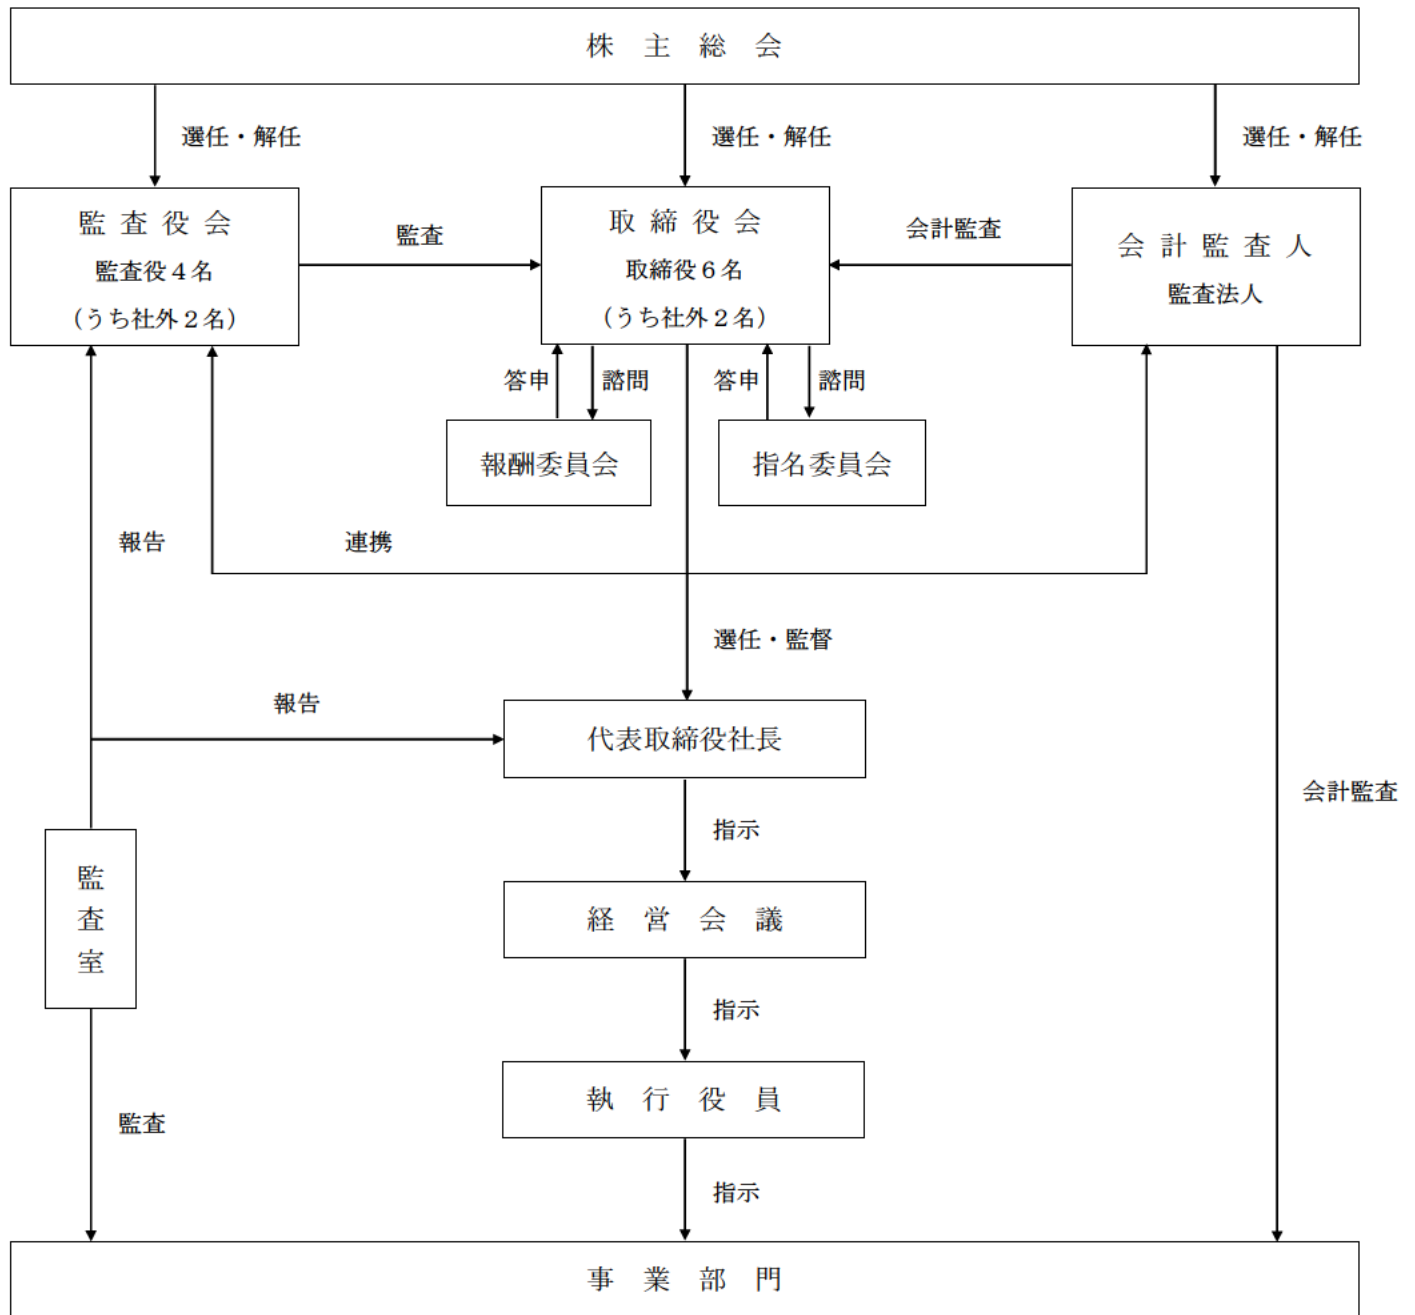 株主総会
選任・解任
選任・解任
選任・解任
監査役会
監査役４名
（うち社外２名）
監査
取締役会
取締役６名
（うち社外２名）
会計監査
会計監査人
監査法人
答申
諮問
答申
諮問
報酬委員会
指名委員会
報告
連携
選任・監督
報告
代表取締役社長
会計監査
指示
監査室
経営会議
指示
執行役員
監査
指示
事業部門